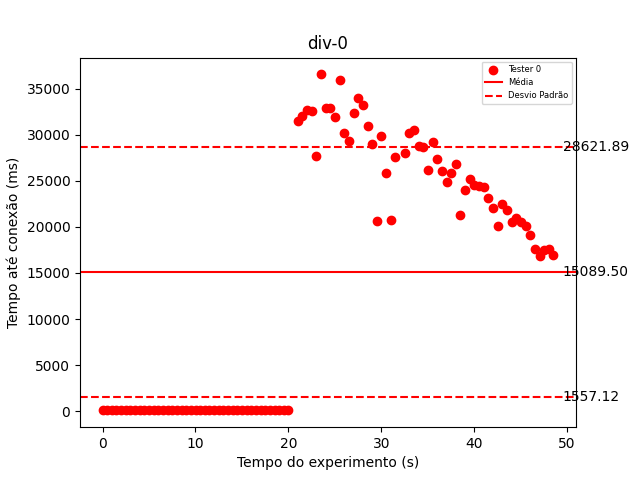 div-0
Tester 0
Média
Desvio Padrão
35000
30000
25000
20000
15000
10000
5000
0
Tempo até conexão (ms)
28621.89
15089.50
1557.12
0 10 20 30 40 50
Tempo do experimento (s)